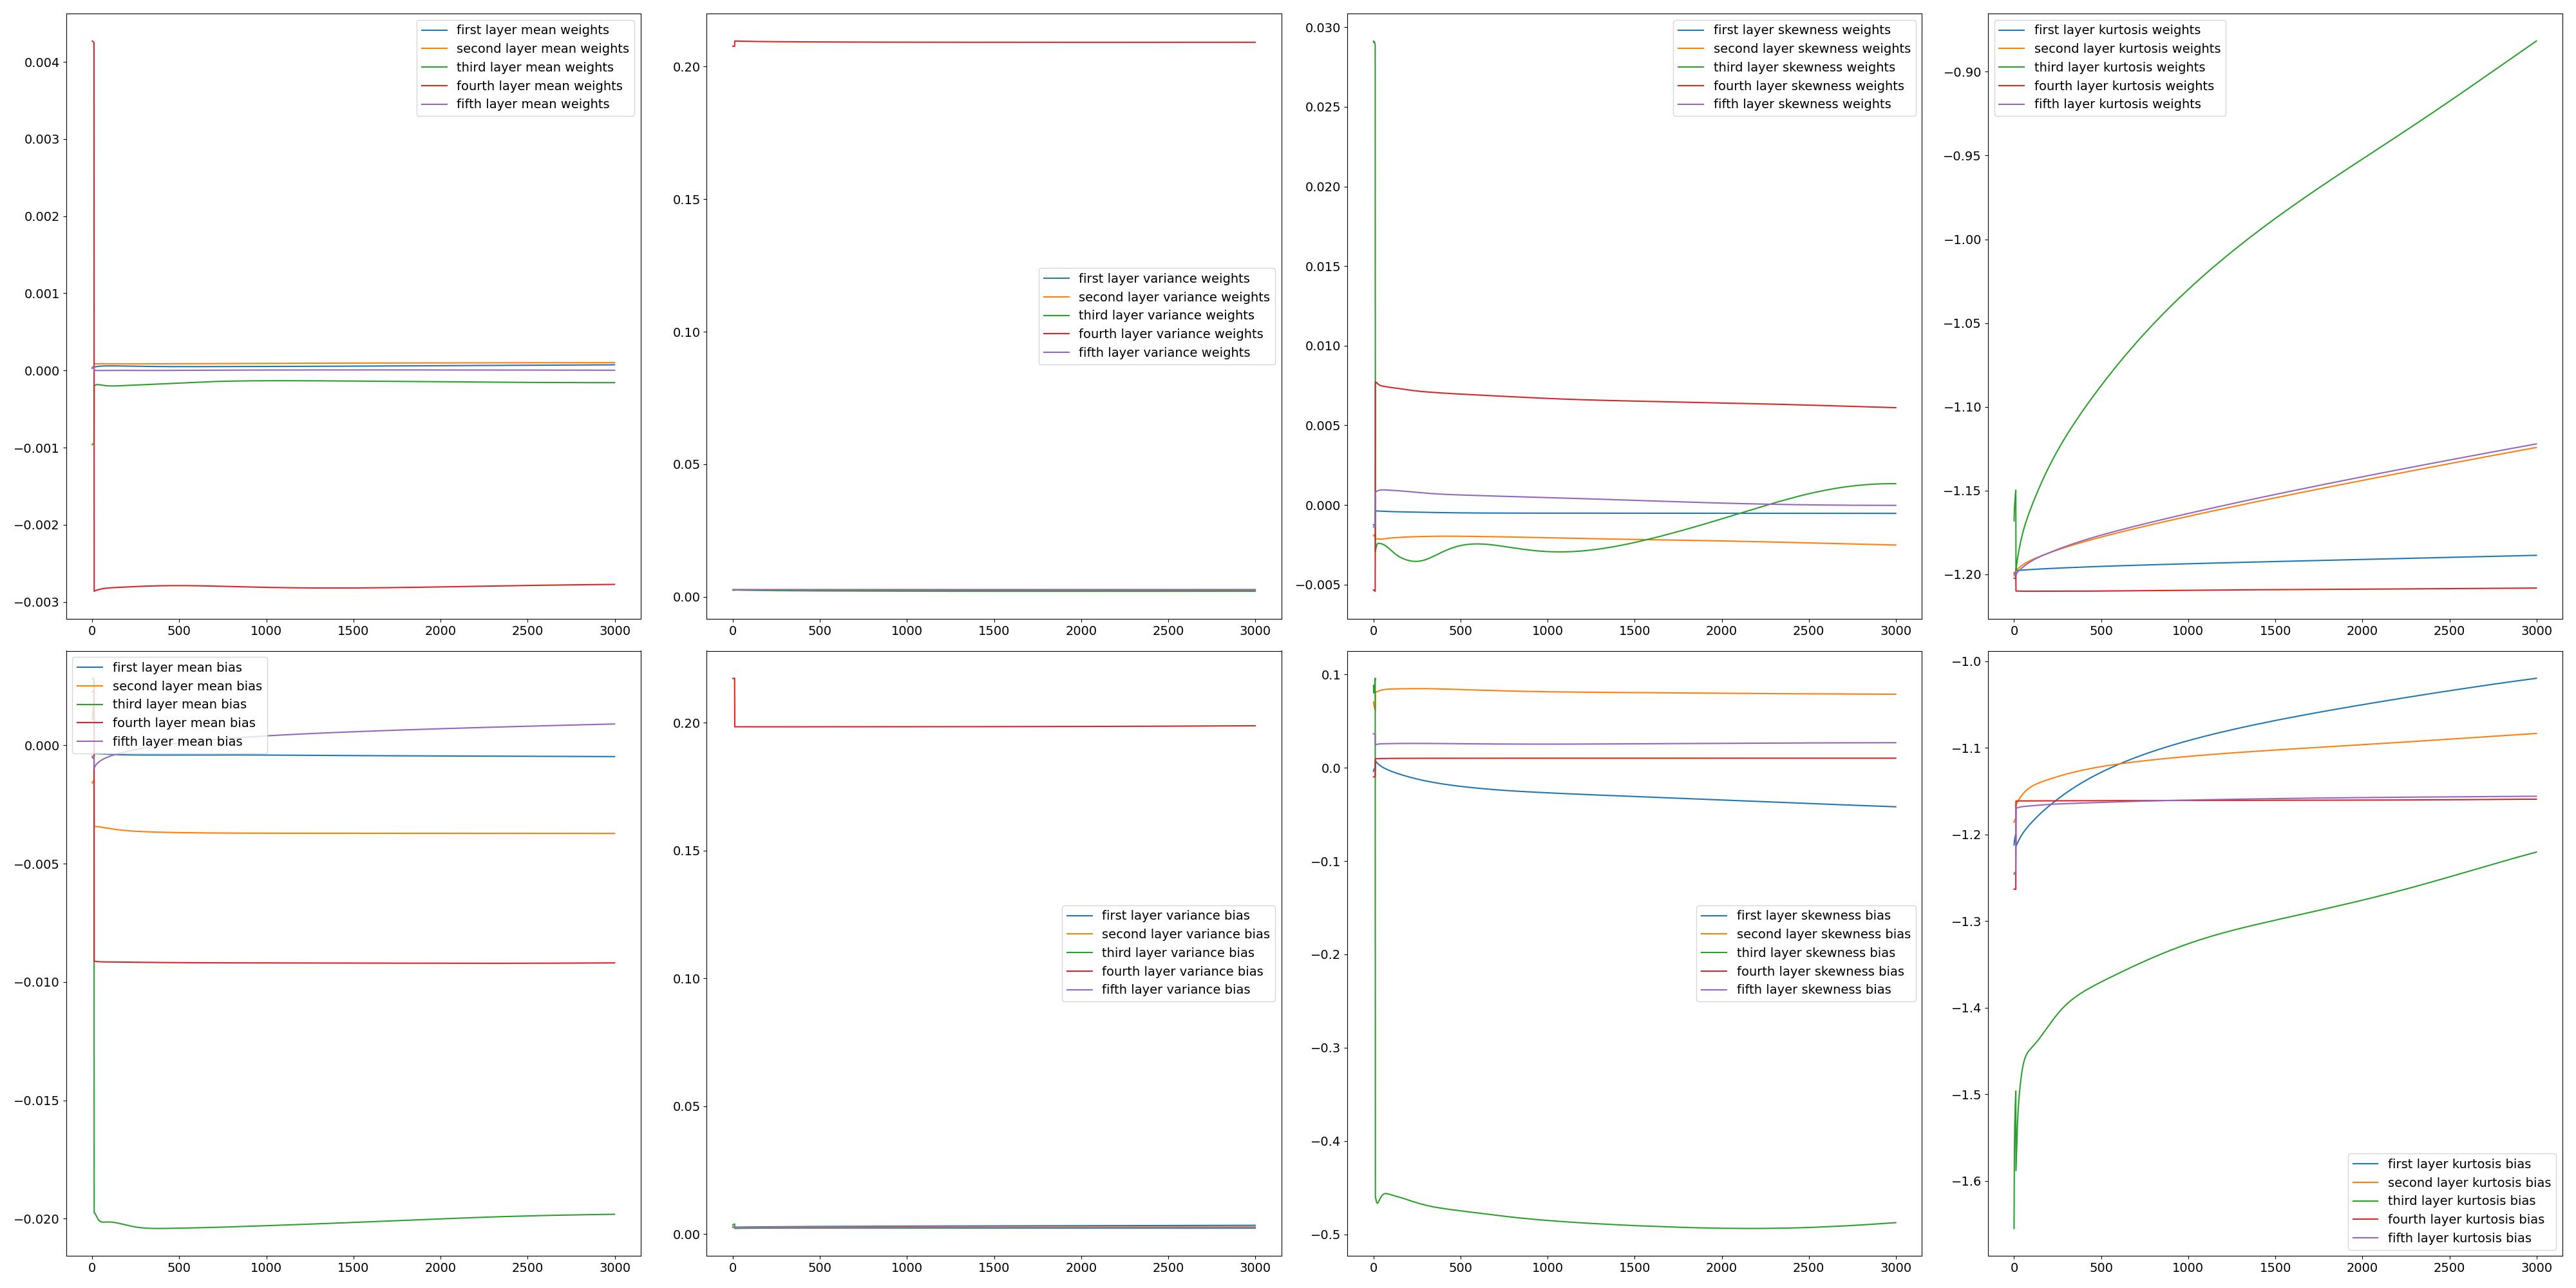 first layer mean weights
second layer mean weights
third layer mean weights
fourth layer mean weights
fifth layer mean weights
0.004
0.003
0.002
0.001
0.000
−0.001
−0.002
−0.003
0 500 1000 1500 2000 2500 3000
first layer variance weights
second layer variance weights
third layer variance weights
fourth layer variance weights
fifth layer variance weights
0.20
0.15
0.10
0.05
0.00
0 500 1000 1500 2000 2500 3000
first layer skewness weights
second layer skewness weights
third layer skewness weights
fourth layer skewness weights
fifth layer skewness weights
0.030
0.025
0.020
0.015
0.010
0.005
0.000
−0.005
0 500 1000 1500 2000 2500 3000
first layer kurtosis weights
second layer kurtosis weights
third layer kurtosis weights
fourth layer kurtosis weights
fifth layer kurtosis weights
−0.90
−0.95
−1.00
−1.05
−1.10
−1.15
−1.20
0 500 1000 1500 2000 2500 3000
first layer mean bias
second layer mean bias
third layer mean bias
fourth layer mean bias
fifth layer mean bias
0.000
−0.005
−0.010
−0.015
−0.020
0 500 1000 1500 2000 2500 3000
first layer variance bias
second layer variance bias
third layer variance bias
fourth layer variance bias
fifth layer variance bias
0.20
0.15
0.10
0.05
0.00
0 500 1000 1500 2000 2500 3000
first layer skewness bias
second layer skewness bias
third layer skewness bias
fourth layer skewness bias
fifth layer skewness bias
0.1
0.0
−0.1
−0.2
−0.3
−0.4
−0.5
0 500 1000 1500 2000 2500 3000
first layer kurtosis bias
second layer kurtosis bias
third layer kurtosis bias
fourth layer kurtosis bias
fifth layer kurtosis bias
−1.0
−1.1
−1.2
−1.3
−1.4
−1.5
−1.6
0 500 1000 1500 2000 2500 3000